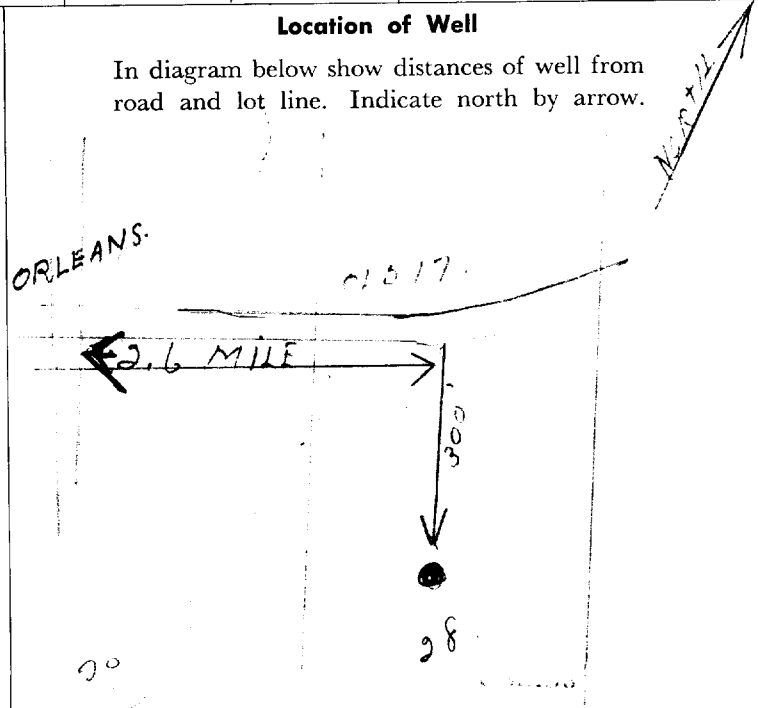 Location of Well
In diagram below show distances of well from
road and lot line. Indicate north by arrow.
NORTH
ORLEANS.
2.6 MILE
300'
28